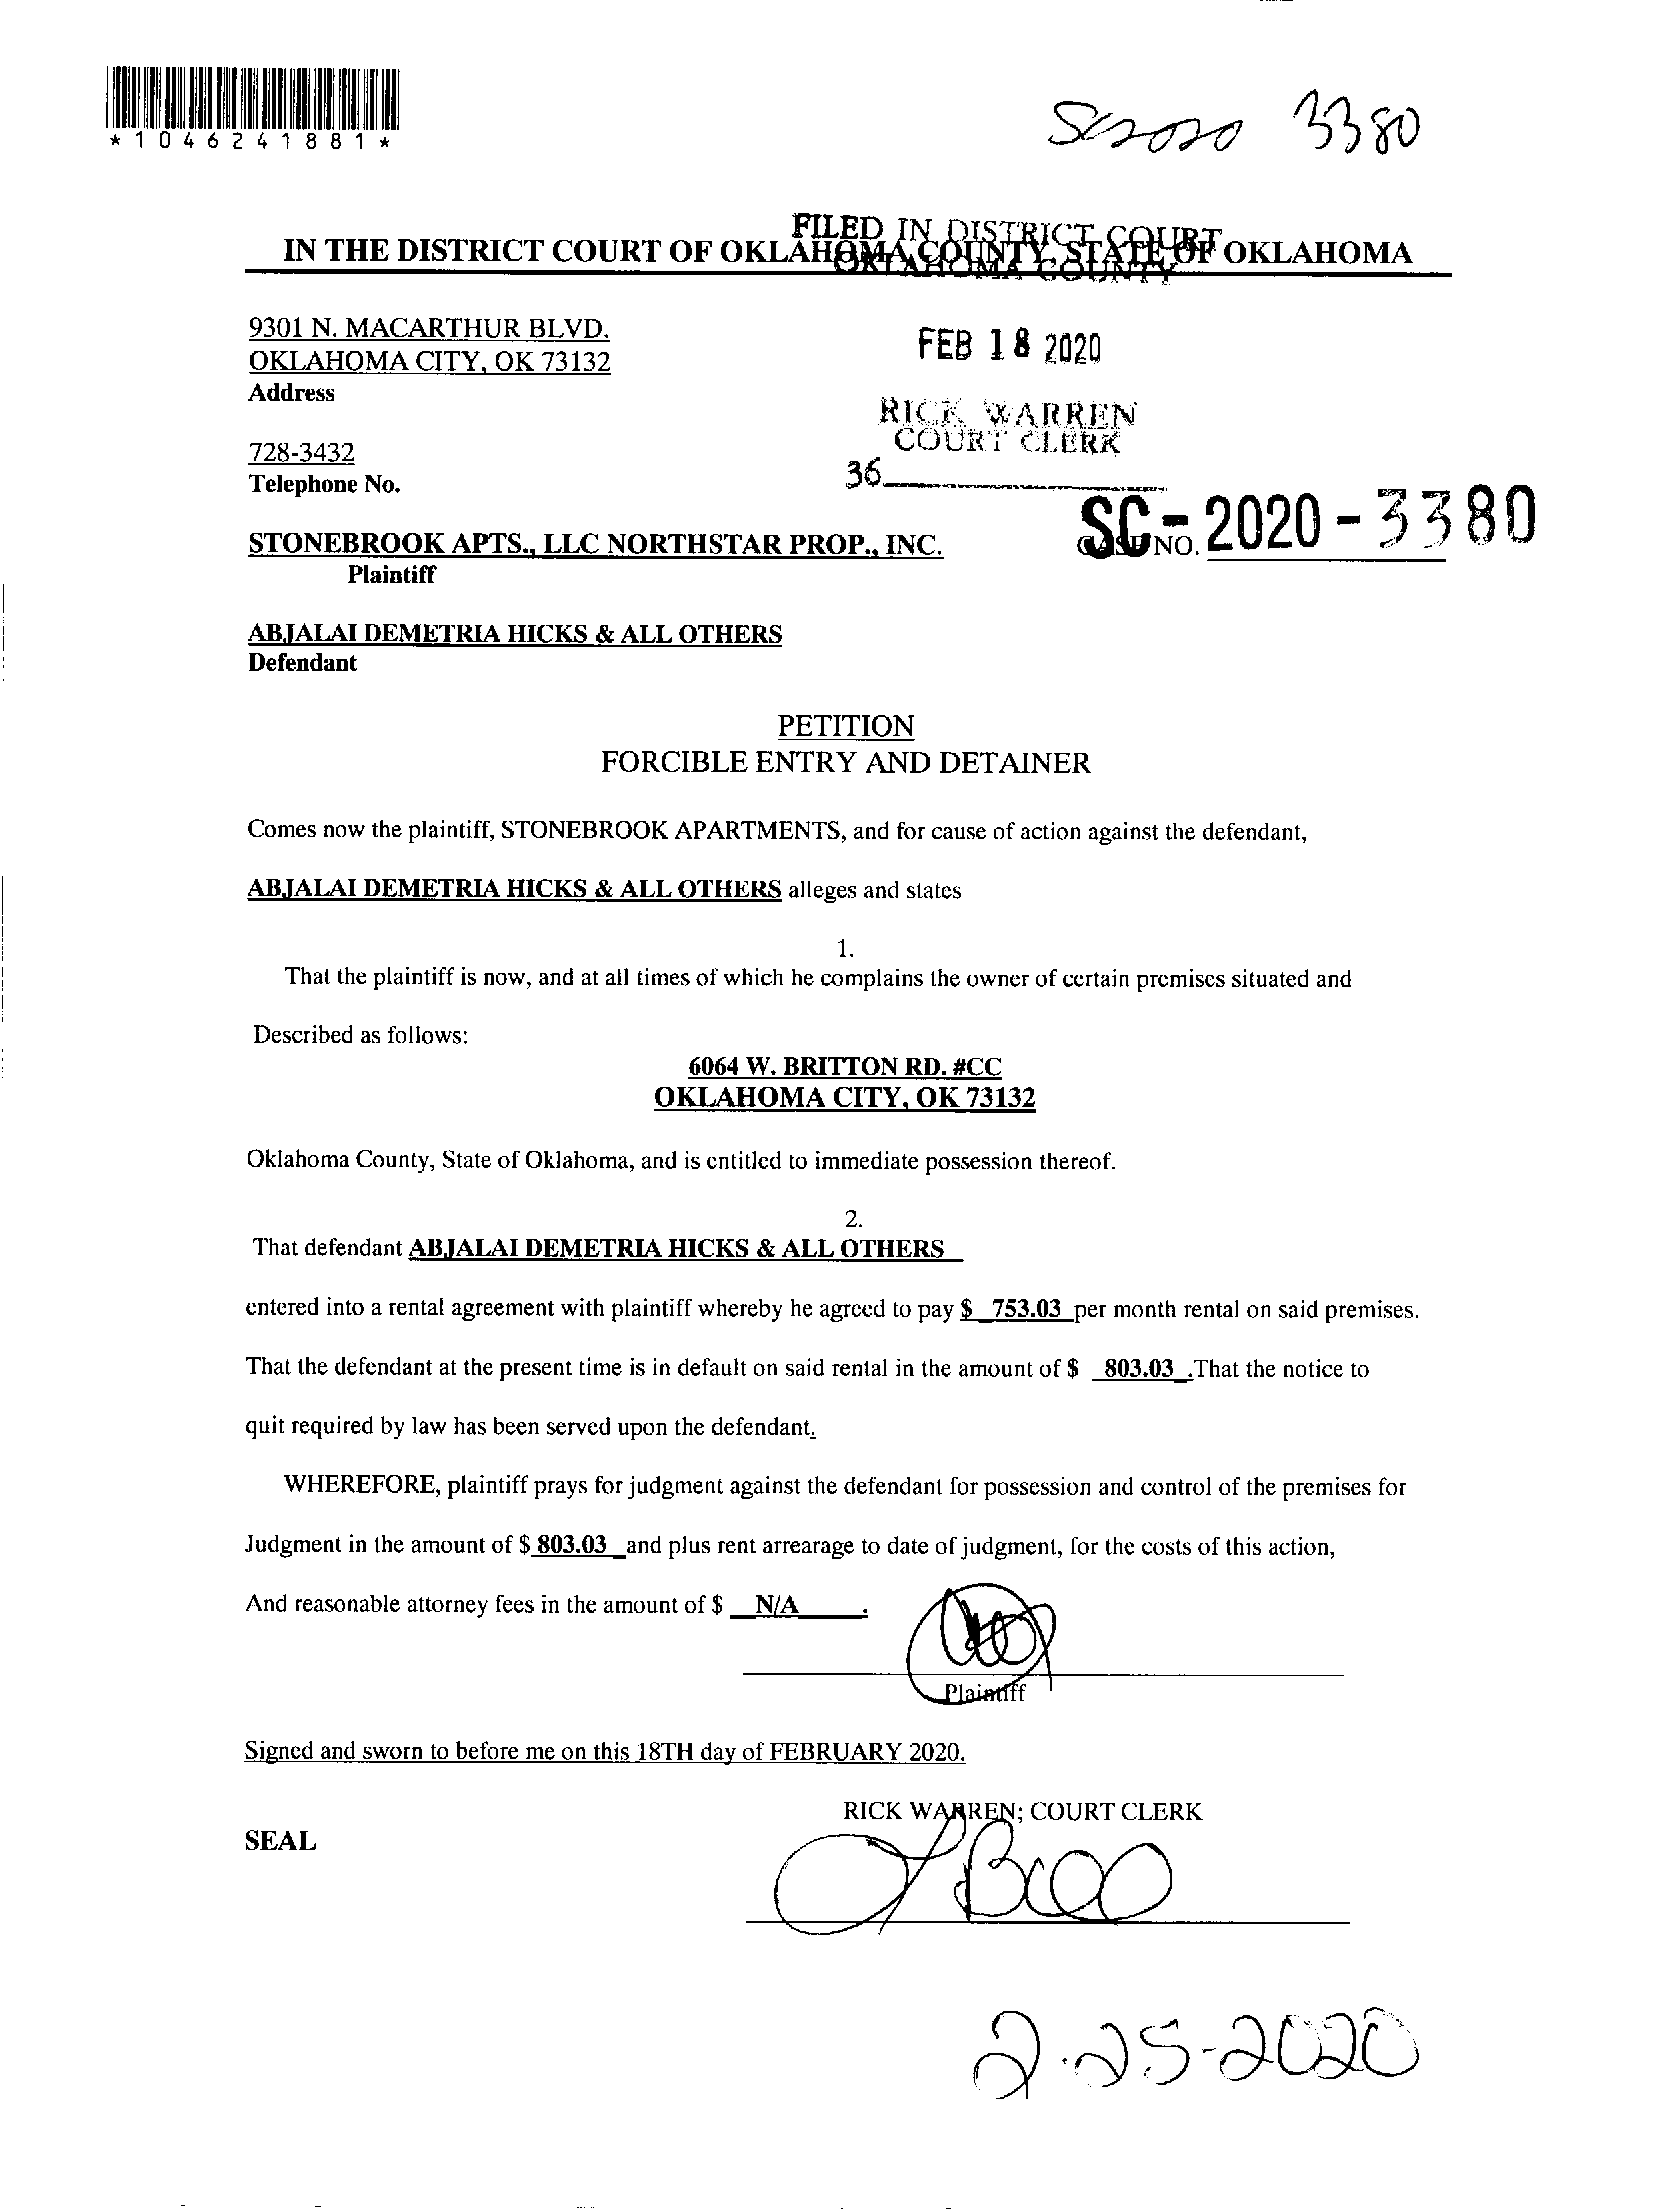 *1046241881*
SC2020 3380
FILED IN DISTRICT COURT
OKLAHOMA COUNTY
IN THE DISTRICT COURT OF OKLAHOMA COUNTY STATE OF OKLAHOMA
9301 N. MACARTHUR BLVD.
OKLAHOMA CITY, OK 73132
Address
FEB 18 2020
RICK WARREN
COURT CLERK
728-3432
Telephone No.
36
STONEBROOK APTS., LLC NORTHSTAR PROP., INC.
Plaintiff
CASE NO. SC-2020-3380
ABJALAI DEMETRIA HICKS & ALL OTHERS
Defendant
PETITION
FORCIBLE ENTRY AND DETAINER
Comes now the plaintiff, STONEBROOK APARTMENTS, and for cause of action against the defendant,
ABJALAI DEMETRIA HICKS & ALL OTHERS alleges and states
1.
That the plaintiff is now, and at all times of which he complains the owner of certain premises situated and
Described as follows:
6064 W. BRITTON RD. #CC
OKLAHOMA CITY, OK 73132
Oklahoma County, State of Oklahoma, and is entitled to immediate possession thereof.
2.
That defendant ABJALAI DEMETRIA HICKS & ALL OTHERS
entered into a rental agreement with plaintiff whereby he agreed to pay $ 753.03 per month rental on said premises.
That the defendant at the present time is in default on said rental in the amount of $ 803.03 .That the notice to
quit required by law has been served upon the defendant.
WHEREFORE, plaintiff prays for judgment against the defendant for possession and control of the premises for
Judgment in the amount of $ 803.03 and plus rent arrearage to date of judgment, for the costs of this action,
And reasonable attorney fees in the amount of $ N/A .
Plaintiff
Signed and sworn to before me on this 18TH day of FEBRUARY 2020.
RICK WARREN; COURT CLERK
SEAL
2-25-2020